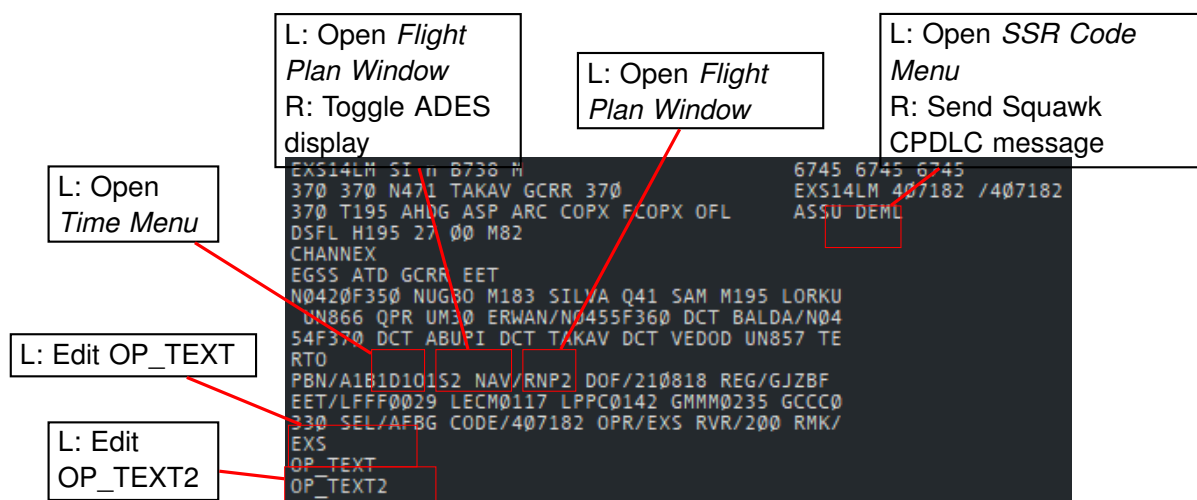 L: Open Flight
Plan Window
R: Toggle ADES
display
L: Open Flight
Plan Window
L: Open SSR Code
Menu
R: Send Squawk
CPDLC message
L: Open
Time Menu
L: Edit OP_TEXT
L: Edit
OP_TEXT2
EXS14LM SI n B738 M 6745 6745 6745
370 370 N471 TAKAV GCRR 370 EXS14LM 407182 /407182
370 T195 AHDG ASP ARC COPX FCOPX OFL ASSU DEML
DSFL H195 27 00 M82
CHANNEX
EGSS ATD GCRR EET
N0420F350 NUGBO M183 SILVA Q41 SAM M195 LORKU
UN866 QPR UM30 ERWAN/N0455F360 DCT BALDA/N04
54F370 DCT ABUPI DCT TAKAV DCT VEDOD UN857 TE
RTO
PBN/A1B1D1O1S2 NAV/RNP2 DOF/210818 REG/GJZBF
EET/LFFF0029 LECM0117 LPPC0142 GMMM0235 GCCC0
330 SEL/AFBG CODE/407182 OPR/EXS RVR/200 RMK/
EXS
OP_TEXT
OP_TEXT2